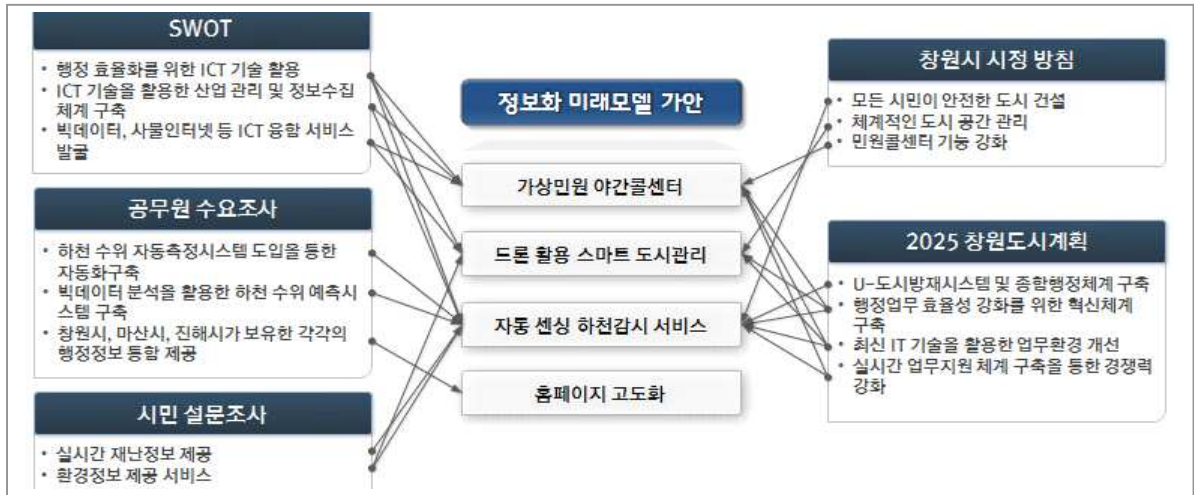 SWOT
• 행정 효율화를 위한 ICT 기술 활용
• ICT 기술을 활용한 산업 관리 및 정보수집
체계 구축
• 빅데이터, 사물인터넷 등 ICT 융합 서비스
발굴
공무원 수요조사
• 하천 수위 자동측정시스템 도입을 통한
자동화구축
• 빅데이터 분석을 활용한 하천 수위 예측시
스템 구축
• 창원시, 마산시, 진해시가 보유한 각각의
행정정보 통합 제공
시민 설문조사
• 실시간 재난정보 제공
• 환경정보 제공 서비스
정보화 미래모델 가안
가상민원 야간콜센터
드론 활용 스마트 도시관리
자동 센싱 하천감시 서비스
홈페이지 고도화
창원시 시정 방침
• 모든 시민이 안전한 도시 건설
• 체계적인 도시 공간 관리
• 민원콜센터 기능 강화
2025 창원도시계획
• U-도시방재시스템 및 종합행정체계 구축
• 행정업무 효율성 강화를 위한 혁신체계
구축
• 최신 IT 기술을 활용한 업무환경 개선
• 실시간 업무지원 체계 구축을 통한 경쟁력
강화